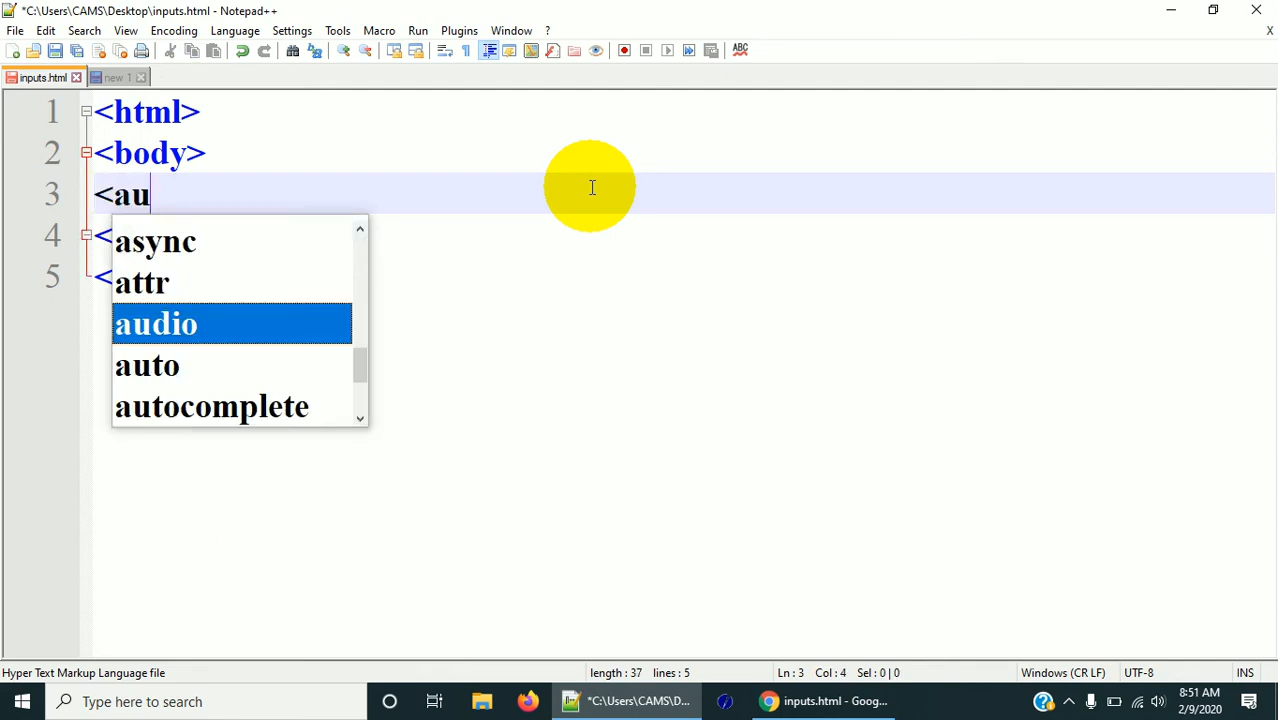 *C:\Users\CAMS\Desktop\inputs.html - Notepad++
File Edit Search View Encoding Language Settings Tools Macro Run Plugins Window ? X
inputs.html new 1
1 <html>
2 <body>
3 <au
4 <
5 <
async
attr
audio
auto
autocomplete
Hyper Text Markup Language file length : 37 lines : 5 Ln : 3 Col : 4 Sel : 0 | 0 Windows (CR LF) UTF-8 INS
Type here to search *C:\Users\CAMS\D... inputs.html - Goog... 8:51 AM
2/9/2020